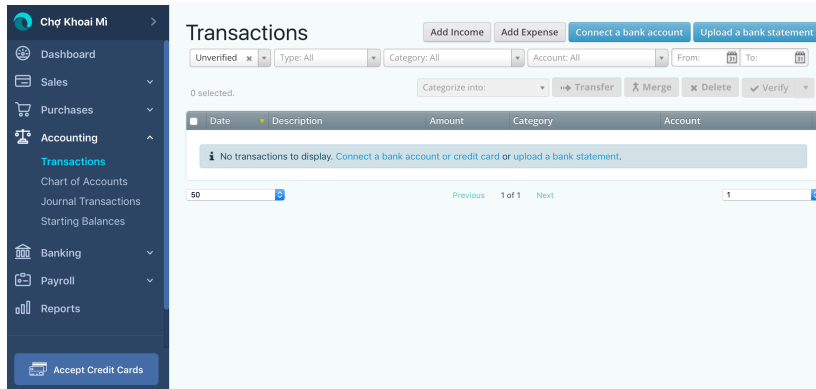 Chợ Khoai Mì
Dashboard
Sales
Purchases
Accounting
Transactions
Chart of Accounts
Journal Transactions
Starting Balances
Banking
Payroll
Reports
Accept Credit Cards
Transactions
Add Income Add Expense Connect a bank account Upload a bank statement
Unverified Type: All Category: All Account: All From: 31 To: 31
0 selected. Categorize into: Transfer Merge Delete Verify
Date Description Amount Category Account
No transactions to display. Connect a bank account or credit card or upload a bank statement.
50 Previous 1 of 1 Next 1